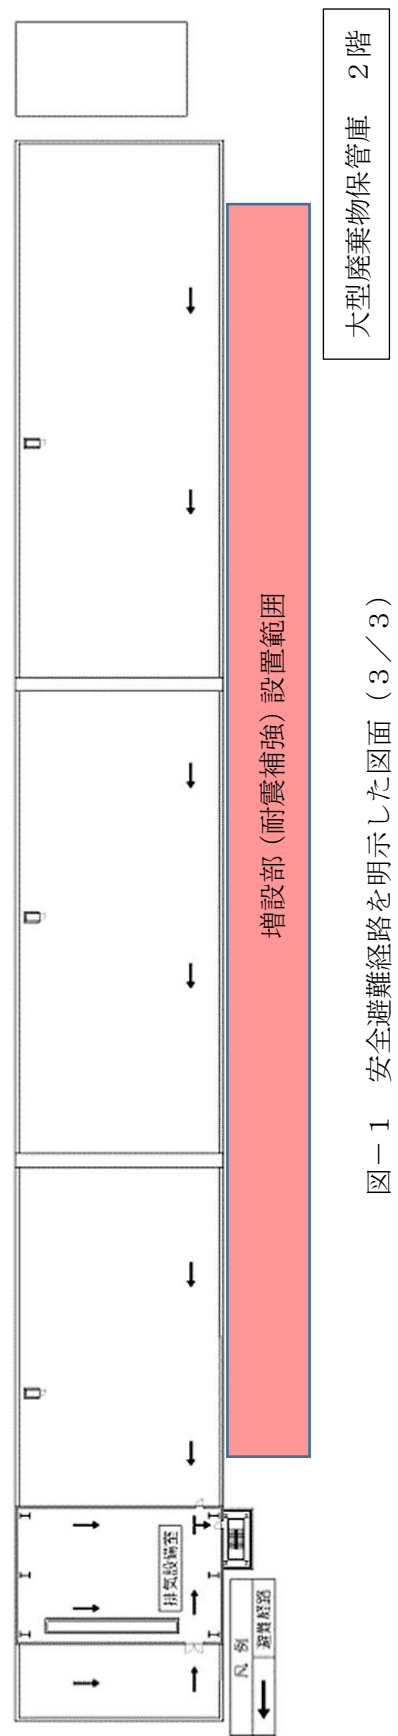 大型廃棄物保管庫　２階
増設部（耐震補強）設置範囲
排気設備室
凡　例
避難経路
図－１　安全避難経路を明示した図面（３／３）